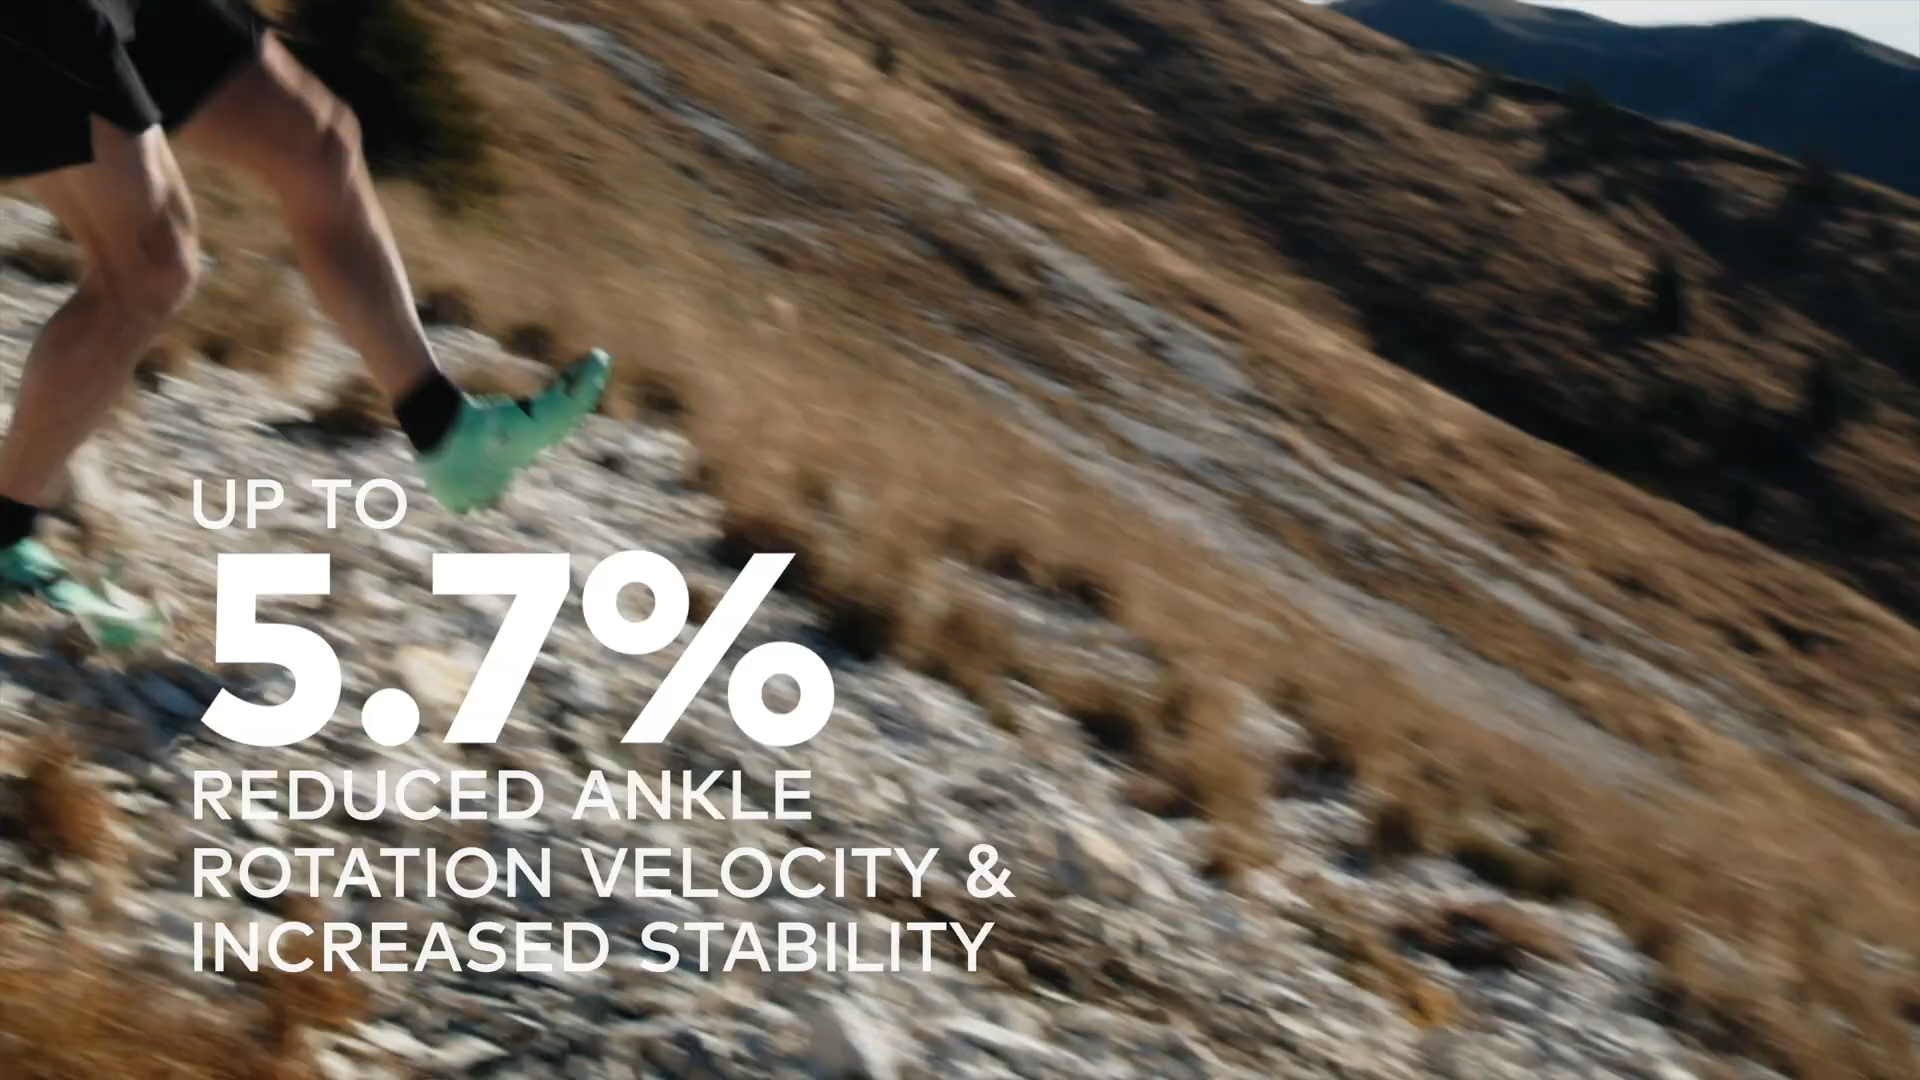 UP TO
5.7%
REDUCED ANKLE
ROTATION VELOCITY &
INCREASED STABILITY